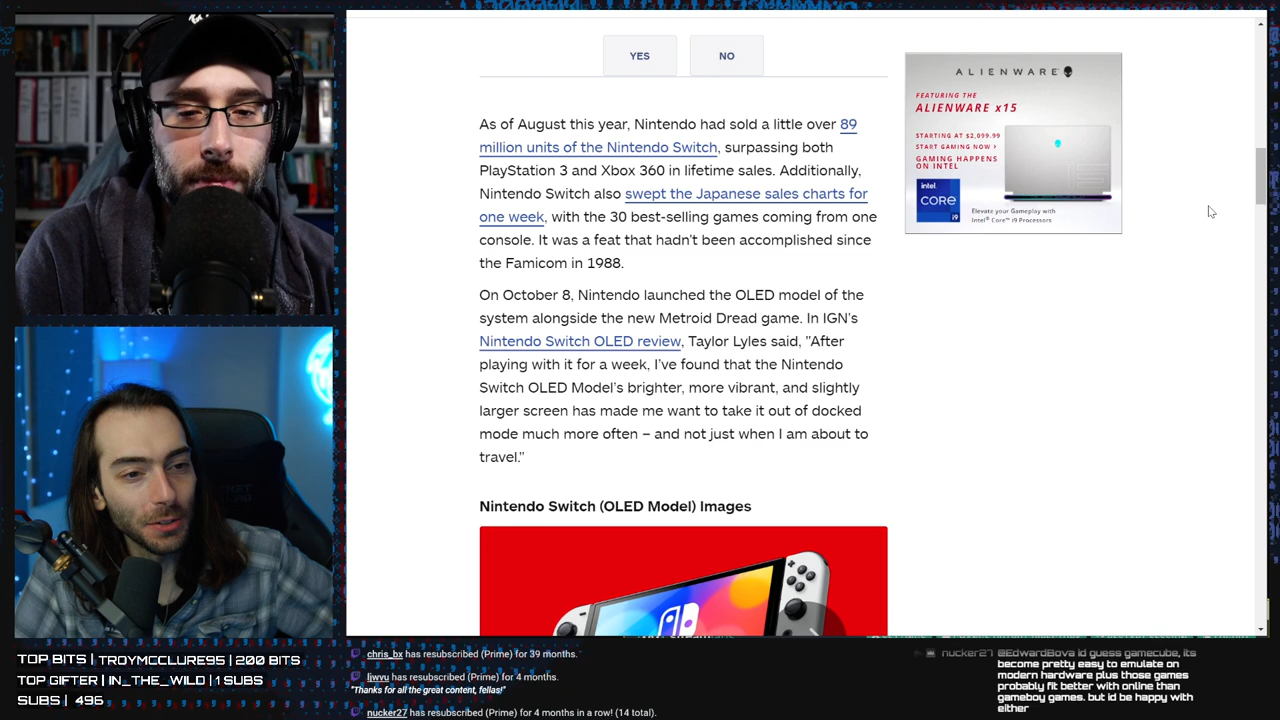 YES NO
As of August this year, Nintendo had sold a little over 89
million units of the Nintendo Switch, surpassing both
PlayStation 3 and Xbox 360 in lifetime sales. Additionally,
Nintendo Switch also swept the Japanese sales charts for
one week, with the 30 best-selling games coming from one
console. It was a feat that hadn't been accomplished since
the Famicom in 1988.
On October 8, Nintendo launched the OLED model of the
system alongside the new Metroid Dread game. In IGN's
Nintendo Switch OLED review, Taylor Lyles said, "After
playing with it for a week, I've found that the Nintendo
Switch OLED Model's brighter, more vibrant, and slightly
larger screen has made me want to take it out of docked
mode much more often – and not just when I am about to
travel."
Nintendo Switch (OLED Model) Images
ALIENWARE
FEATURING THE
ALIENWARE x15
STARTING AT $2,099.99
START GAMING NOW ›
GAMING HAPPENS
ON INTEL
intel
CORE
i9
Elevate your Gameplay with
Intel® Core™ i9 Processors
TOP BITS | TROYMCCLURE95 | 200 BITS
TOP GIFTER | IN_THE_WILD | 1 SUBS
SUBS | 496
chris_bx has resubscribed (Prime) for 39 months.
ljwvu has resubscribed (Prime) for 4 months.
"Thanks for all the great content, fellas!"
nucker27 has resubscribed (Prime) for 4 months in a row! (14 total).
nucker27 @EdwardBova id guess gamecube, its
become pretty easy to emulate on
modern hardware plus those games
probably fit better with online than
gameboy games. but id be happy with
either